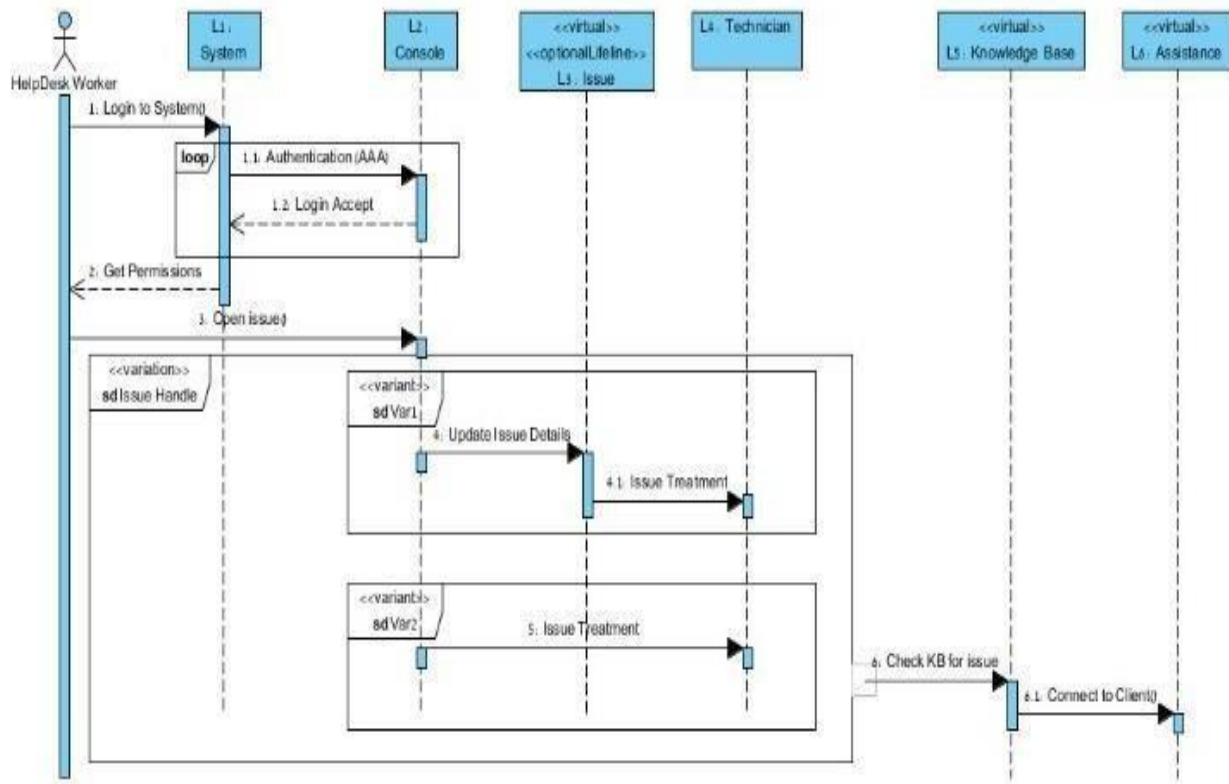 L1:
System
L2:
Console
<<virtual>>
<<optionalLifeline>>
L3: Issue
L4: Technician
<<virtual>>
L5: Knowledge Base
<<virtual>>
L6: Assistance
HelpDesk Worker
1: Login to System()
loop
1.1: Authentication (AAA)
1.2: Login Accept
2: Get Permissions
3: Open issue()
<<variation>>
sd Issue Handle
<<variant>>
sd Var1
4: Update Issue Details
4.1: Issue Treatment
<<variant>>
sd Var2
5: Issue Treatment
6: Check KB for issue
6.1: Connect to Client()